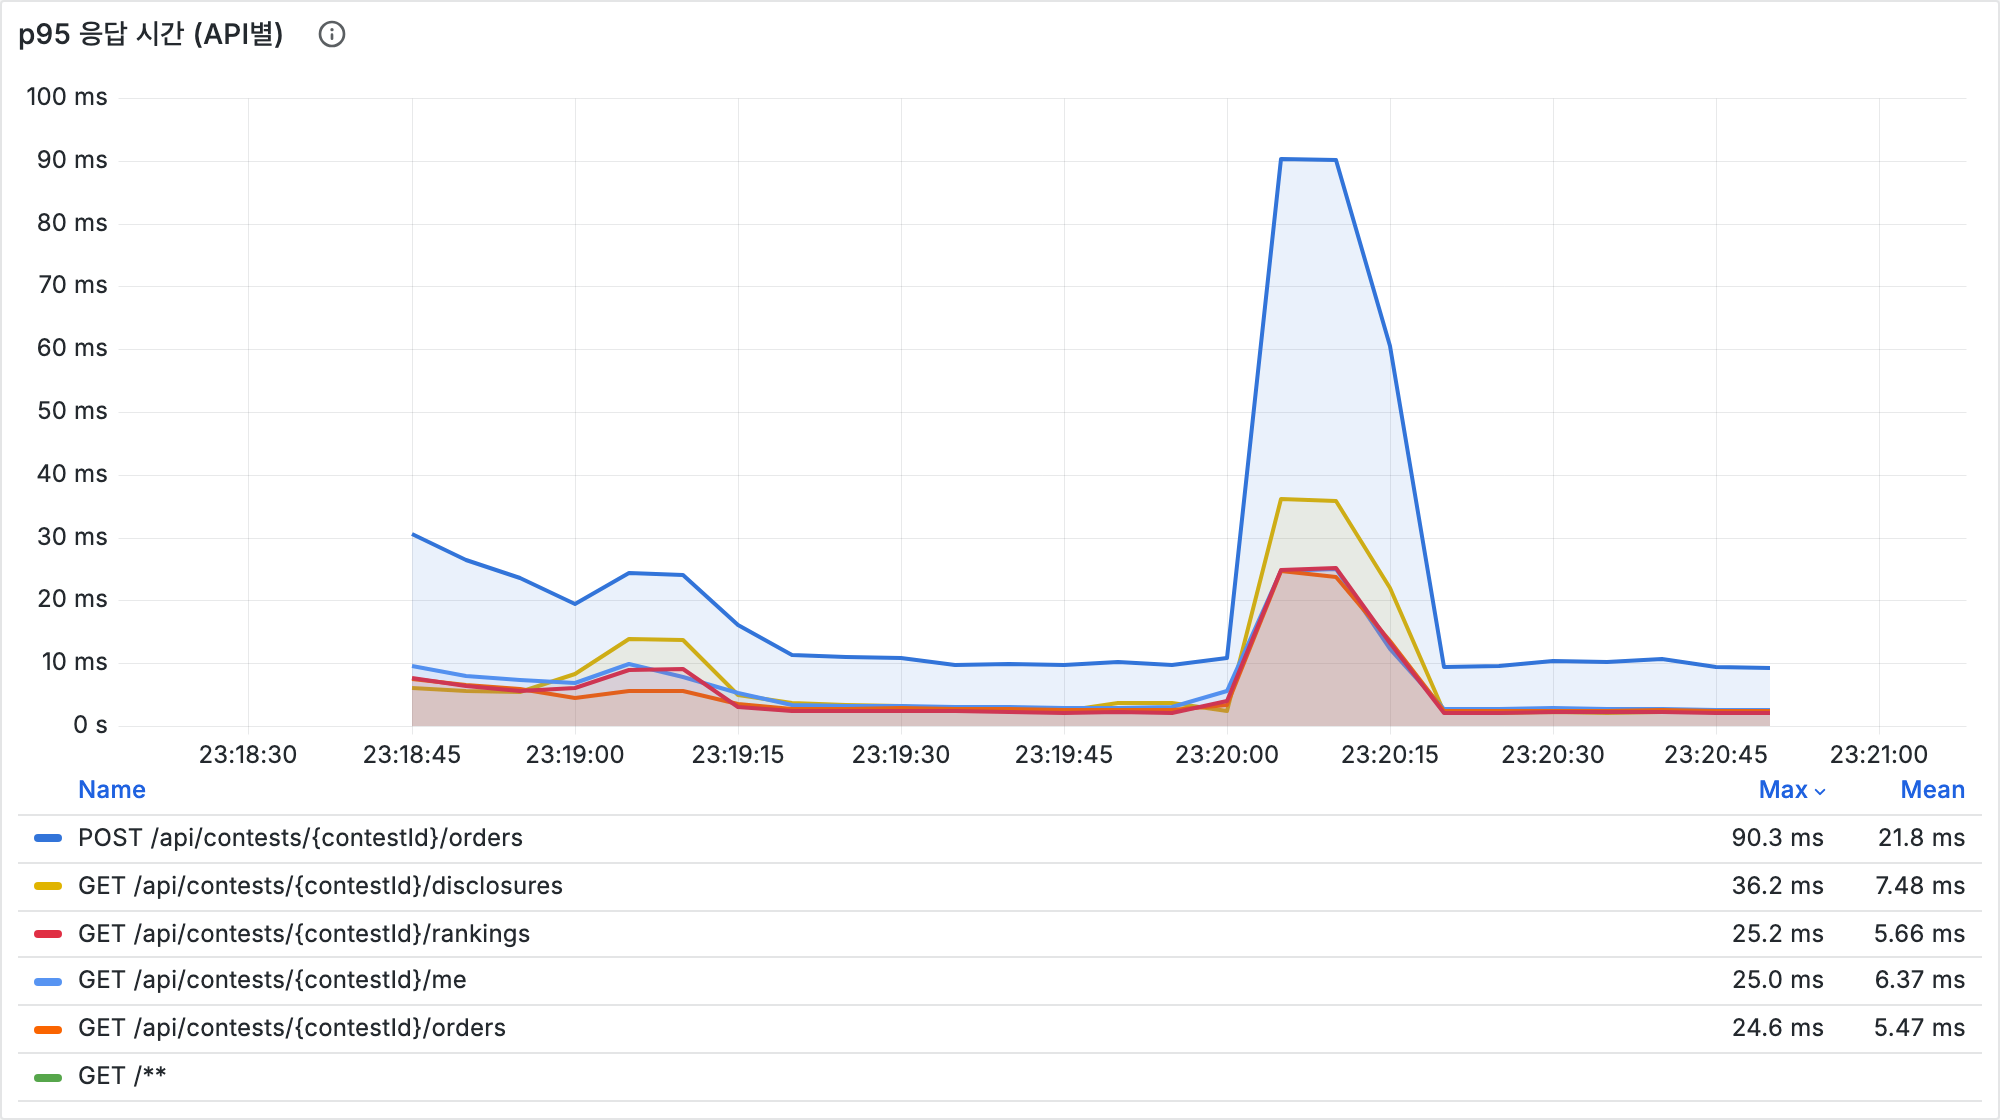 p95 응답 시간 (API별)
100 ms
90 ms
80 ms
70 ms
60 ms
50 ms
40 ms
30 ms
20 ms
10 ms
0 s
23:18:30 23:18:45 23:19:00 23:19:15 23:19:30 23:19:45 23:20:00 23:20:15 23:20:30 23:20:45 23:21:00
Name Max Mean
POST /api/contests/{contestId}/orders 90.3 ms 21.8 ms
GET /api/contests/{contestId}/disclosures 36.2 ms 7.48 ms
GET /api/contests/{contestId}/rankings 25.2 ms 5.66 ms
GET /api/contests/{contestId}/me 25.0 ms 6.37 ms
GET /api/contests/{contestId}/orders 24.6 ms 5.47 ms
GET /**